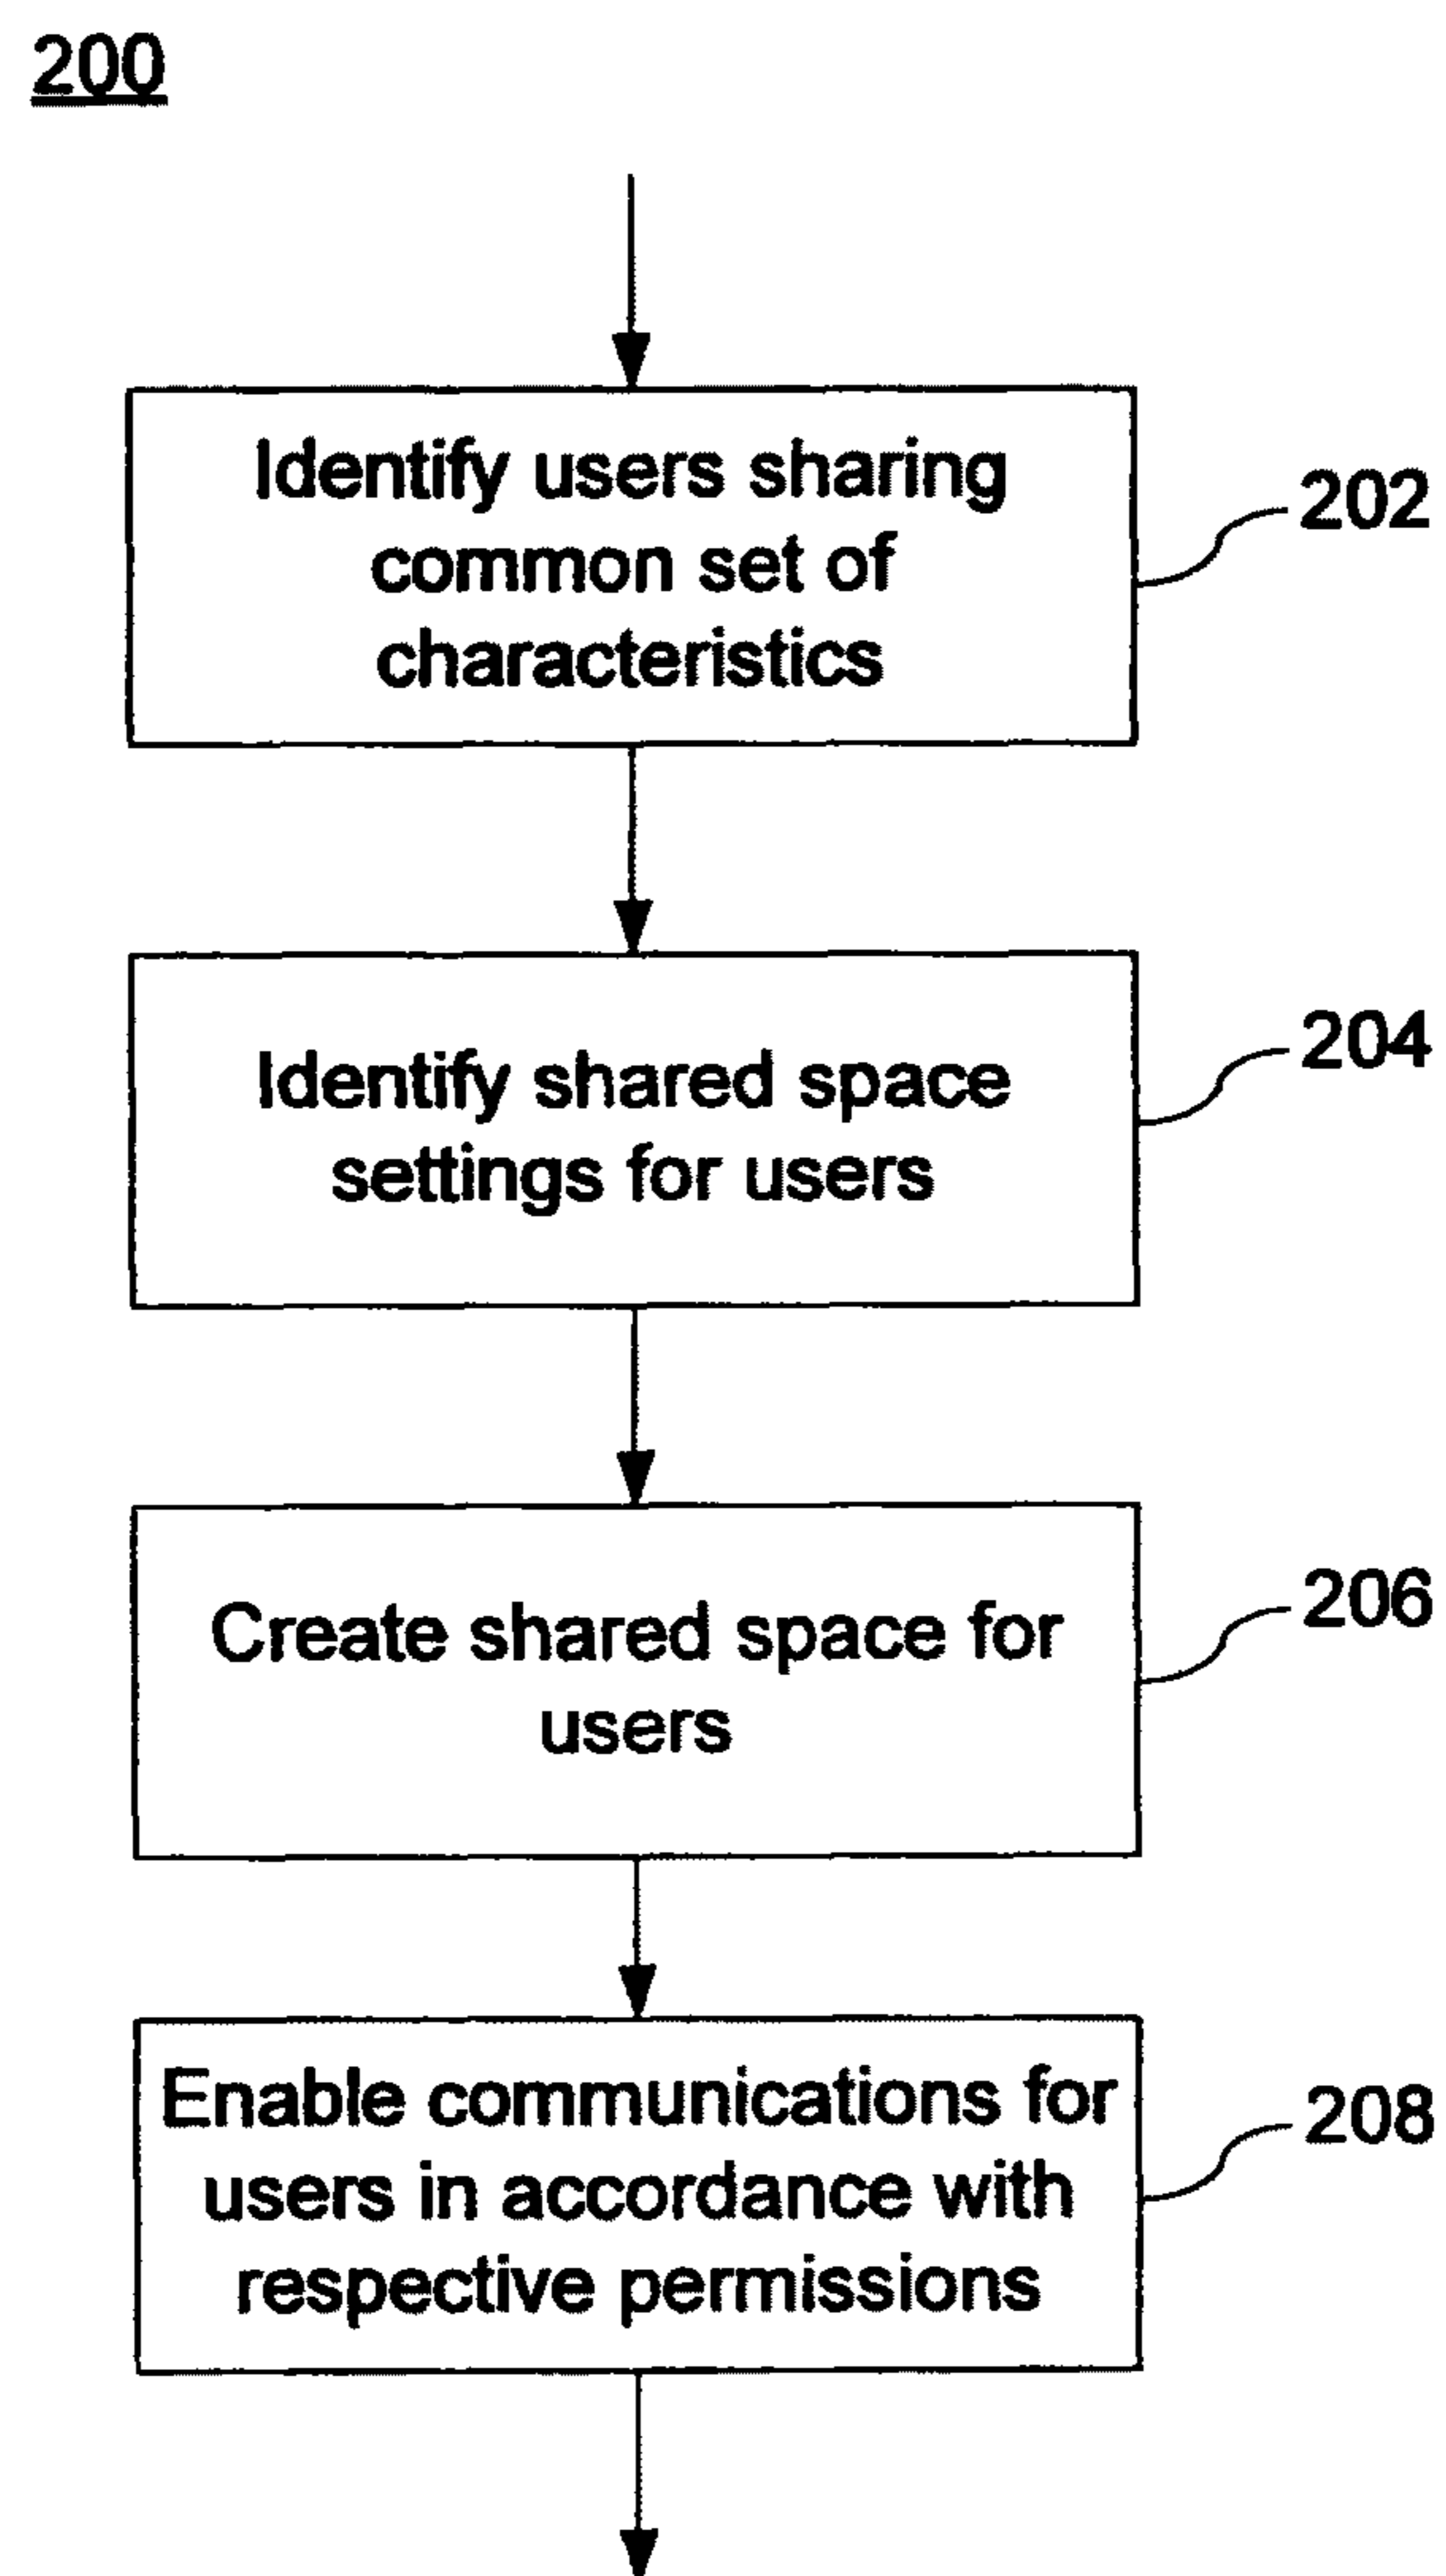 200
Identify users sharing
common set of
characteristics
202
Identify shared space
settings for users
204
Create shared space for
users
206
Enable communications for
users in accordance with
respective permissions
208